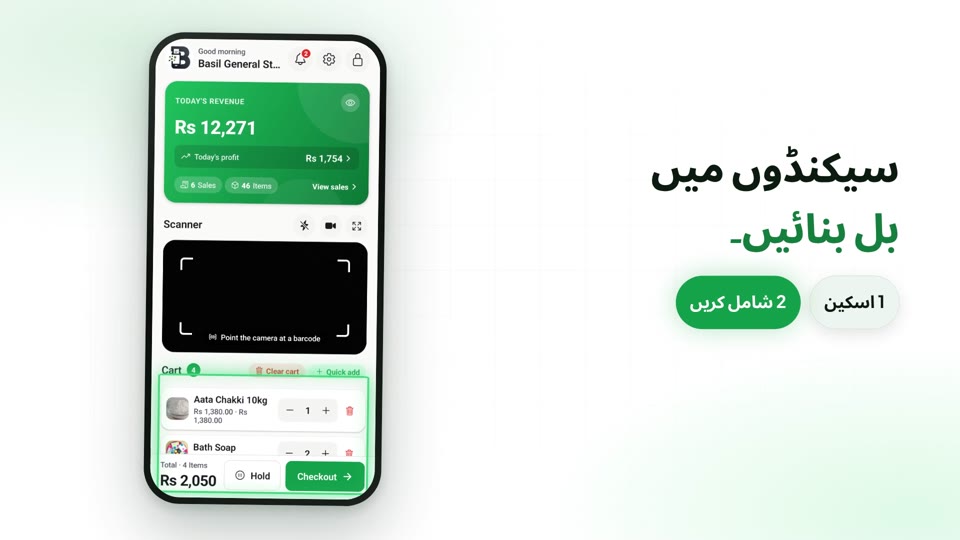 Good morning
Basil General St...
2
TODAY'S REVENUE
Rs 12,271
Today's profit
Rs 1,754
6 Sales
46 Items
View sales
Scanner
Point the camera at a barcode
Cart 4
Clear cart
+ Quick add
Aata Chakki 10kg
Rs 1,380.00 · Rs
1,380.00
− 1 +
Bath Soap
− 2 +
Total · 4 Items
Rs 2,050
Hold
Checkout
سیکنڈوں میں
بل بنائیں۔
1 اسکین
2 شامل کریں